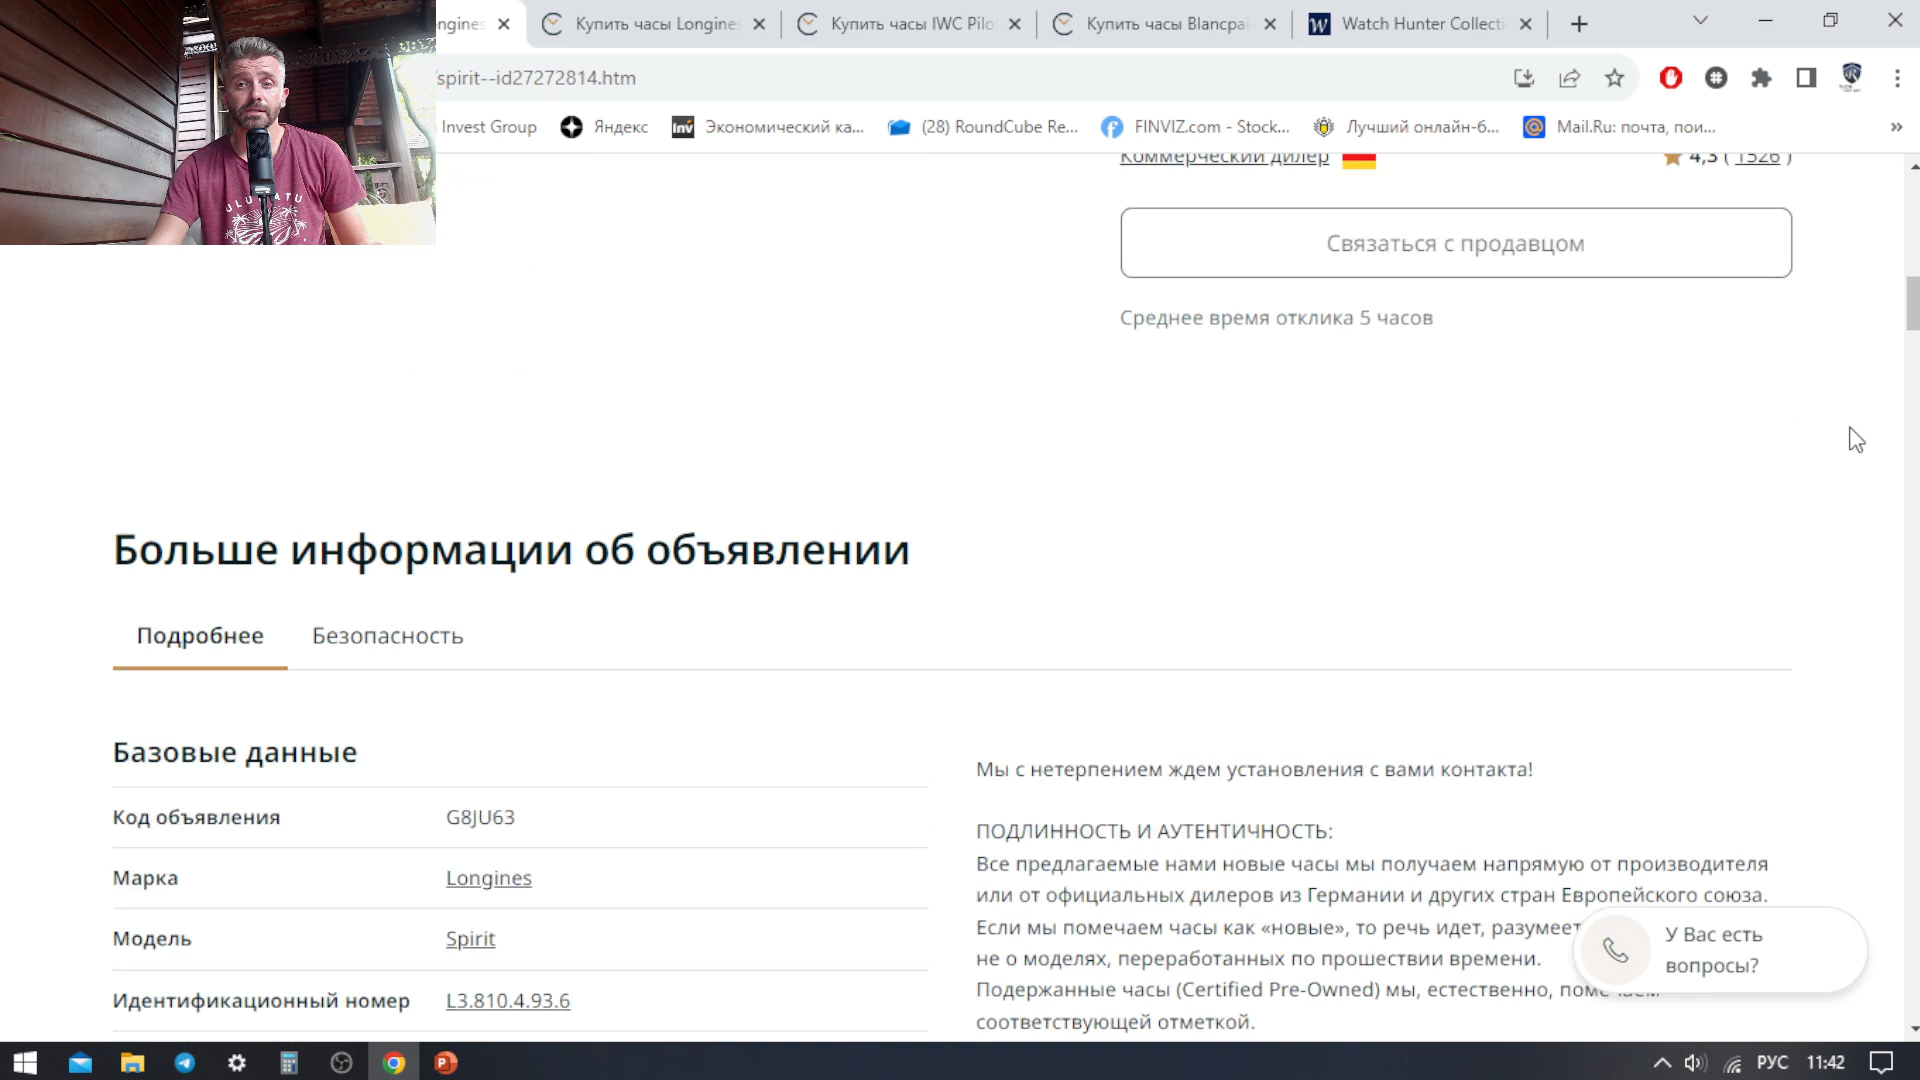 ngines
Купить часы Longines
Купить часы IWC Pilo
Купить часы Blancpai
Watch Hunter Collecti
spirit--id27272814.htm
Invest Group
Яндекс
Inv
Экономический ка...
(28) RoundCube Re...
FINVIZ.com - Stock...
Лучший онлайн-б...
Mail.Ru: почта, пои...
»
Коммерческий дилер
4,3 ( 1526 )
Связаться с продавцом
Среднее время отклика 5 часов
Больше информации об объявлении
Подробнее
Безопасность
Базовые данные
Код объявления
G8JU63
Марка
Longines
Модель
Spirit
Идентификационный номер
L3.810.4.93.6
Мы с нетерпением ждем установления с вами контакта!
ПОДЛИННОСТЬ И АУТЕНТИЧНОСТЬ:
Все предлагаемые нами новые часы мы получаем напрямую от производителя
или от официальных дилеров из Германии и других стран Европейского союза.
Если мы помечаем часы как «новые», то речь идет, разумеет
не о моделях, переработанных по прошествии времени.
Подержанные часы (Certified Pre-Owned) мы, естественно,
соответствующей отметкой.
У Вас есть
вопросы?
РУС
11:42